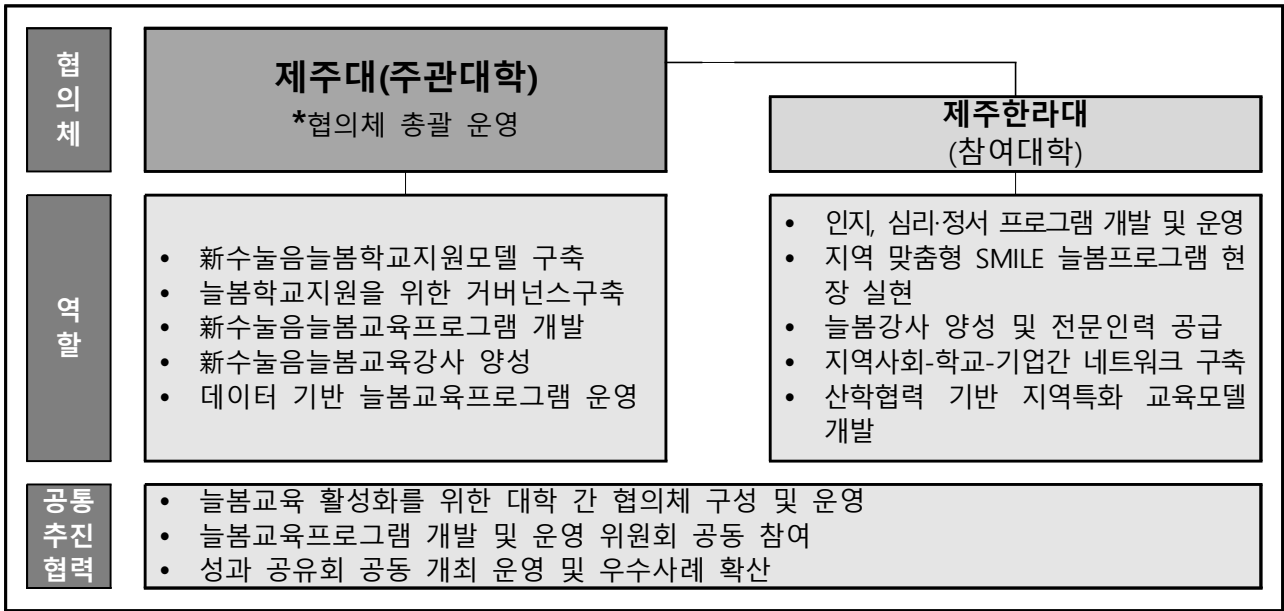 협
의
체
제주대(주관대학)
*협의체 총괄 운영
제주한라대
(참여대학)
역
할
• 新수눌음늘봄학교지원모델 구축
• 늘봄학교지원을 위한 거버넌스구축
• 新수눌음늘봄교육프로그램 개발
• 新수눌음늘봄교육강사 양성
• 데이터 기반 늘봄교육프로그램 운영
• 인지, 심리·정서 프로그램 개발 및 운영
• 지역 맞춤형 SMILE 늘봄프로그램 현
장 실현
• 늘봄강사 양성 및 전문인력 공급
• 지역사회-학교-기업간 네트워크 구축
• 산학협력 기반 지역특화 교육모델
개발
공통
추진
협력
• 늘봄교육 활성화를 위한 대학 간 협의체 구성 및 운영
• 늘봄교육프로그램 개발 및 운영 위원회 공동 참여
• 성과 공유회 공동 개최 운영 및 우수사례 확산